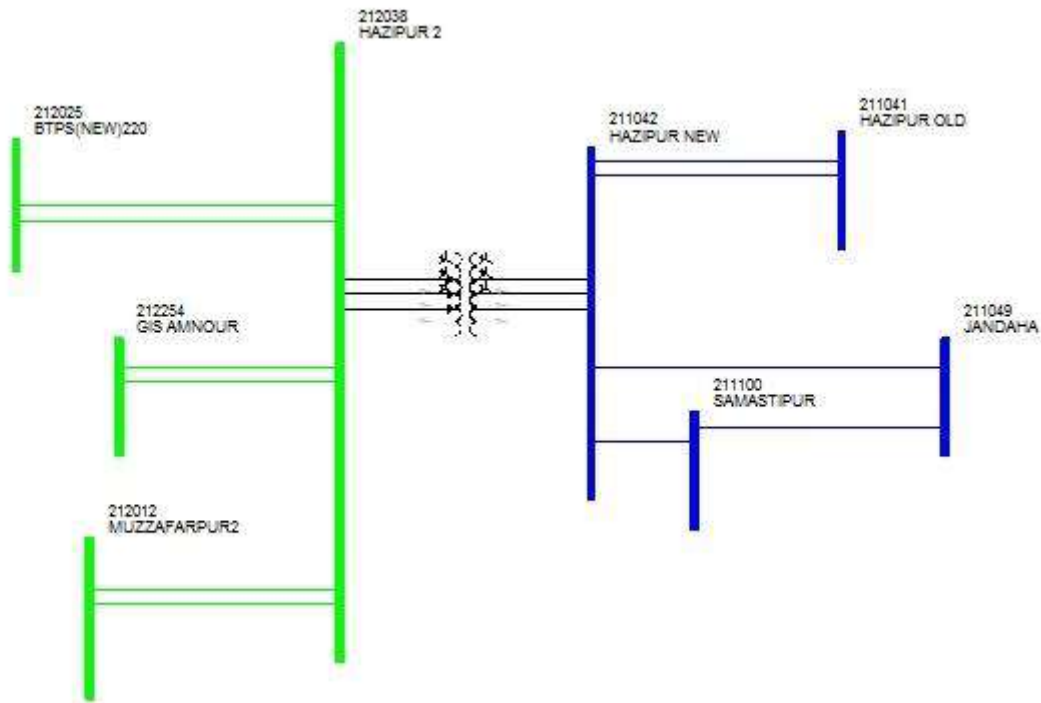 212038
HAZIPUR 2
212025
BTPS(NEW)220
211042
HAZIPUR NEW
211041
HAZIPUR OLD
212254
GIS AMNOUR
211049
JANDAHA
211100
SAMASTIPUR
212012
MUZZAFARPUR2